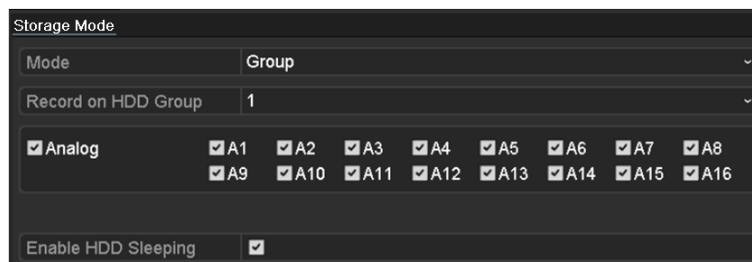 Storage Mode
Mode Group
Record on HDD Group 1
Analog A1 A2 A3 A4 A5 A6 A7 A8
A9 A10 A11 A12 A13 A14 A15 A16
Enable HDD Sleeping